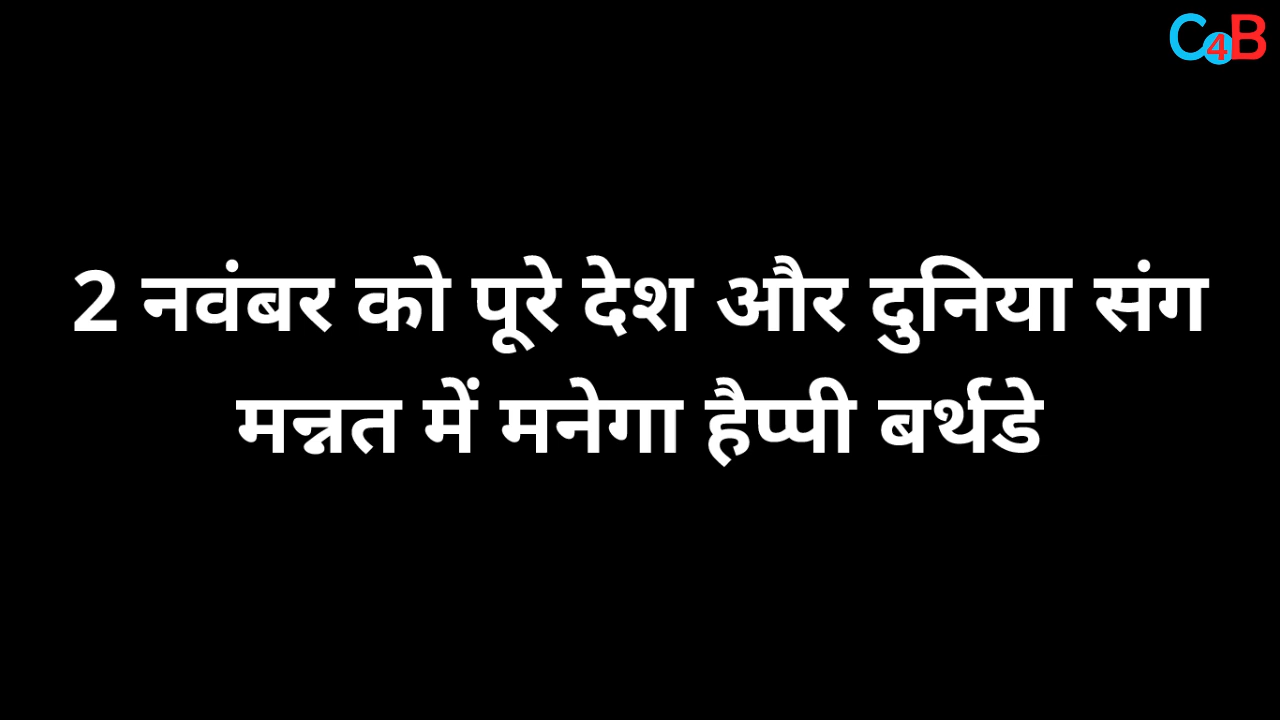 C4B
2 नवंबर को पूरे देश और दुनिया संग
मन्नत में मनेगा हैप्पी बर्थडे